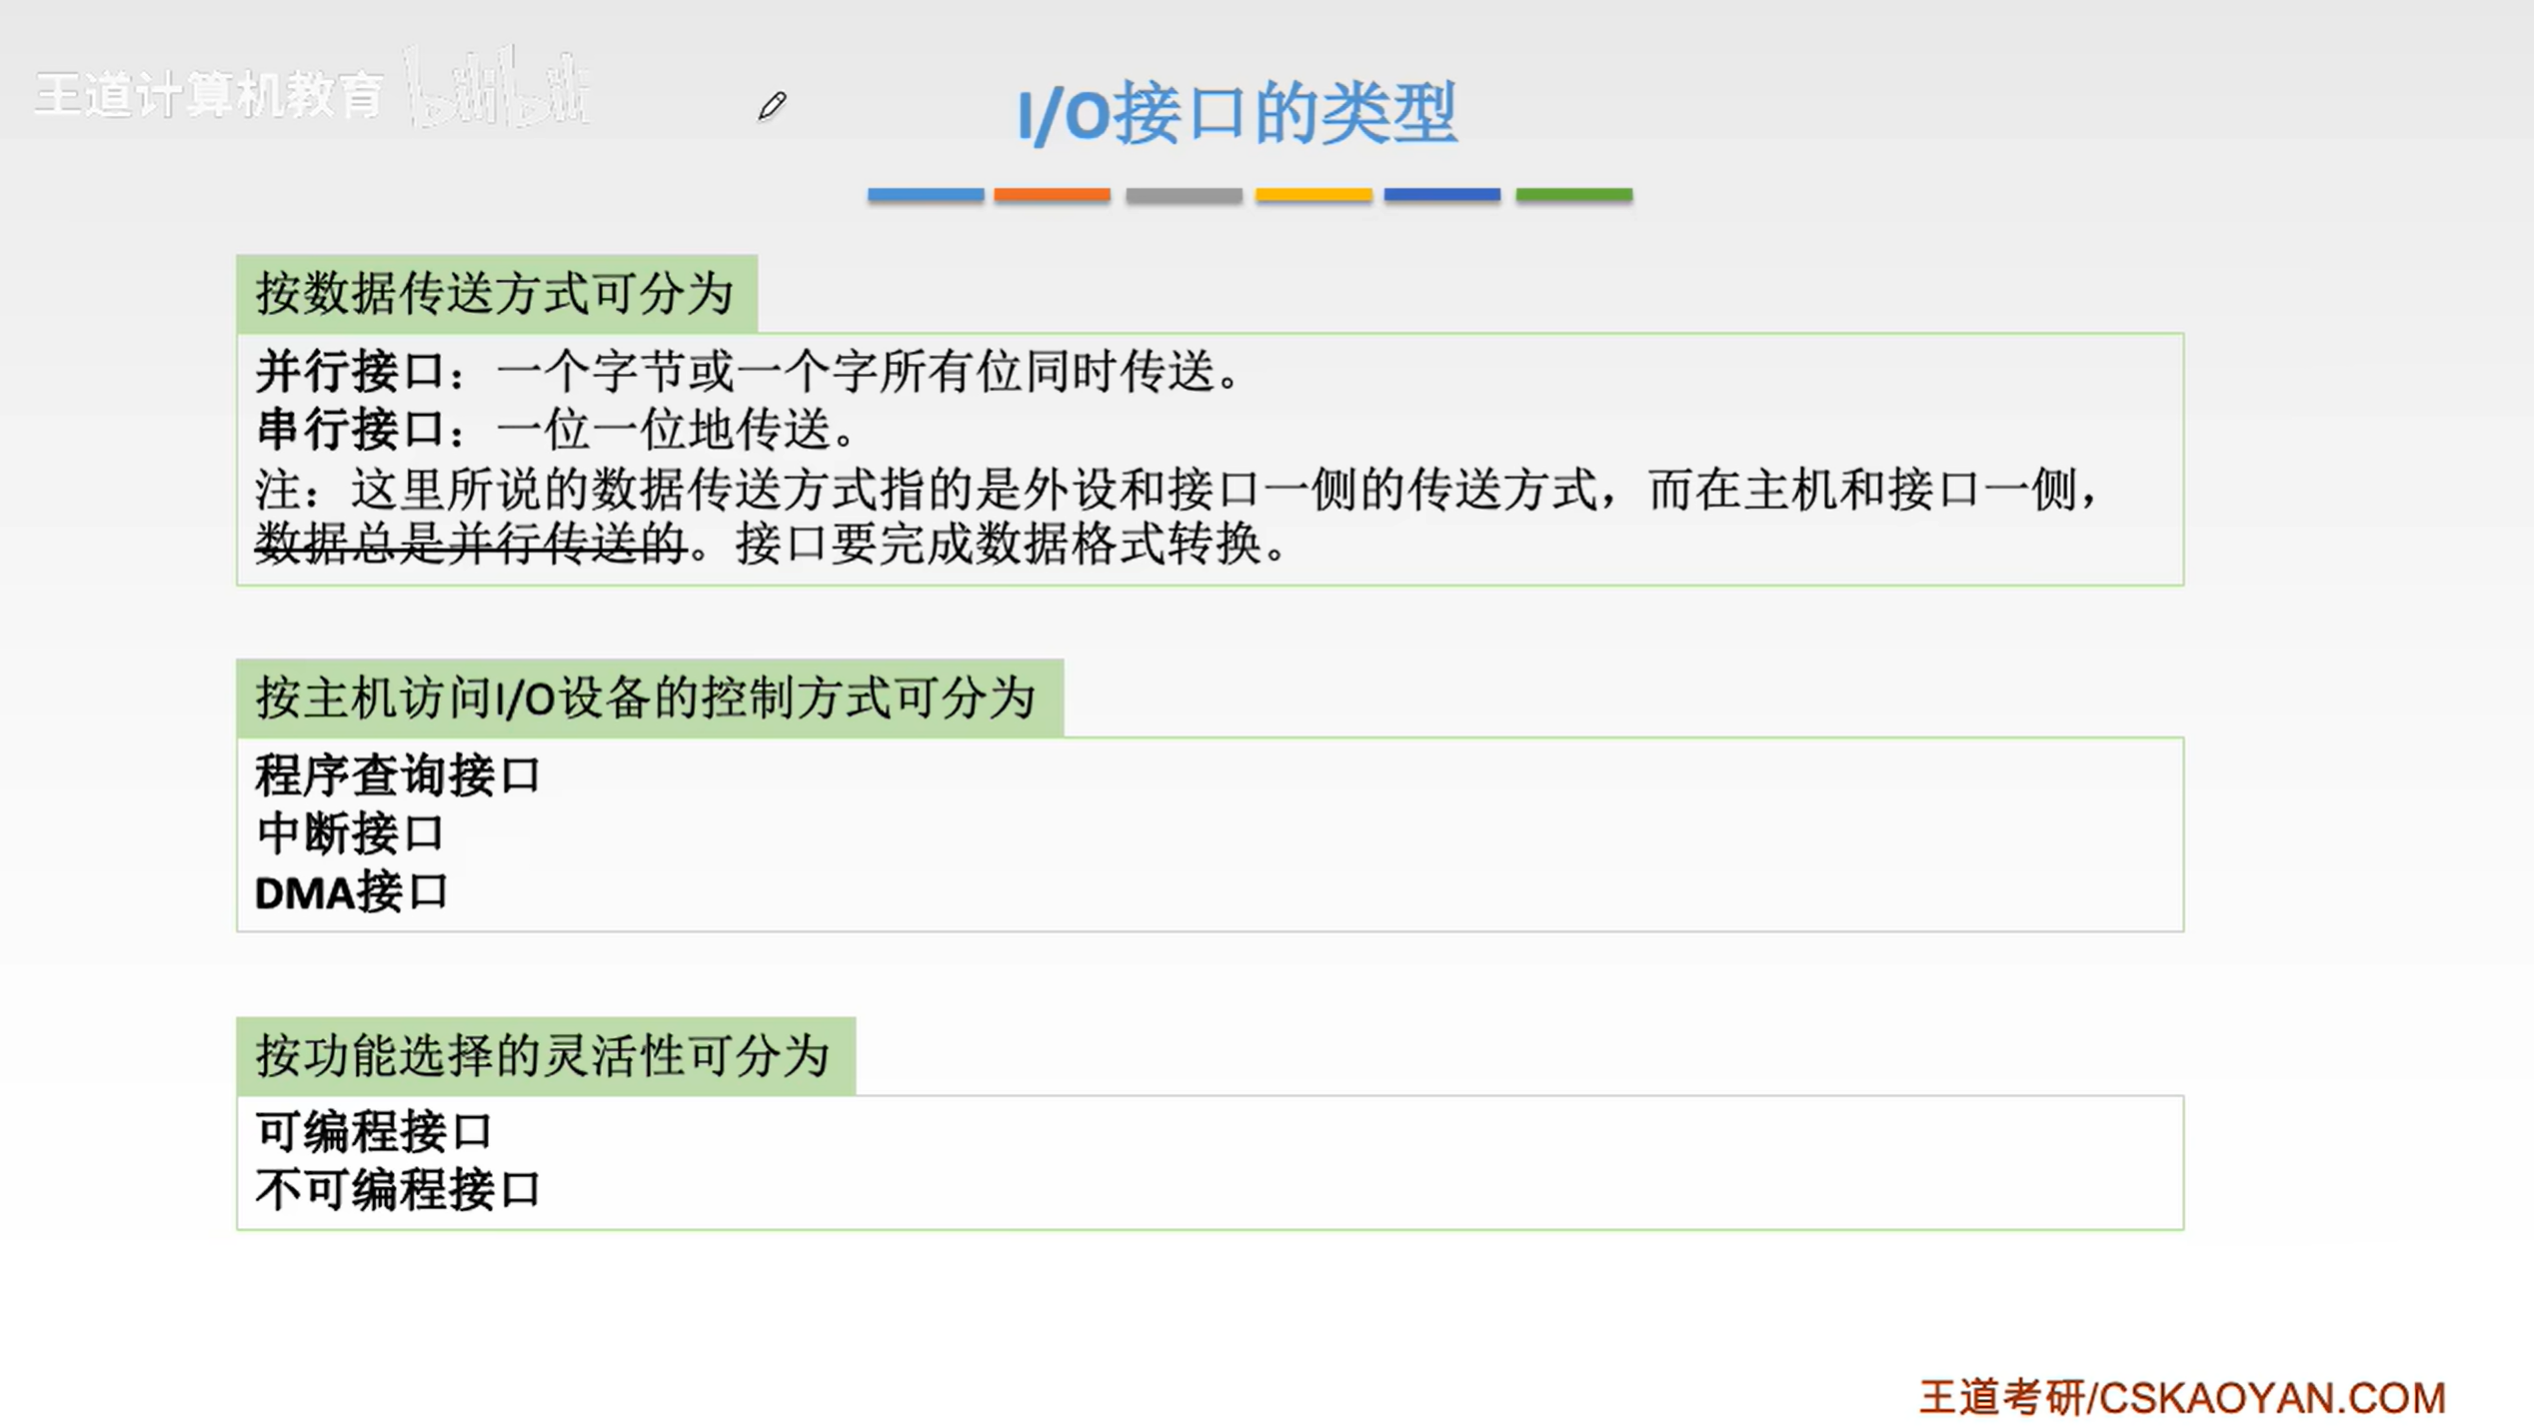 王道计算机教育 bilibili
I/O接口的类型
按数据传送方式可分为
并行接口：一个字节或一个字所有位同时传送。
串行接口：一位一位地传送。
注：这里所说的数据传送方式指的是外设和接口一侧的传送方式，而在主机和接口一侧，
数据总是并行传送的。接口要完成数据格式转换。
按主机访问I/O设备的控制方式可分为
程序查询接口
中断接口
DMA接口
按功能选择的灵活性可分为
可编程接口
不可编程接口
王道考研/CSKAOYAN.COM